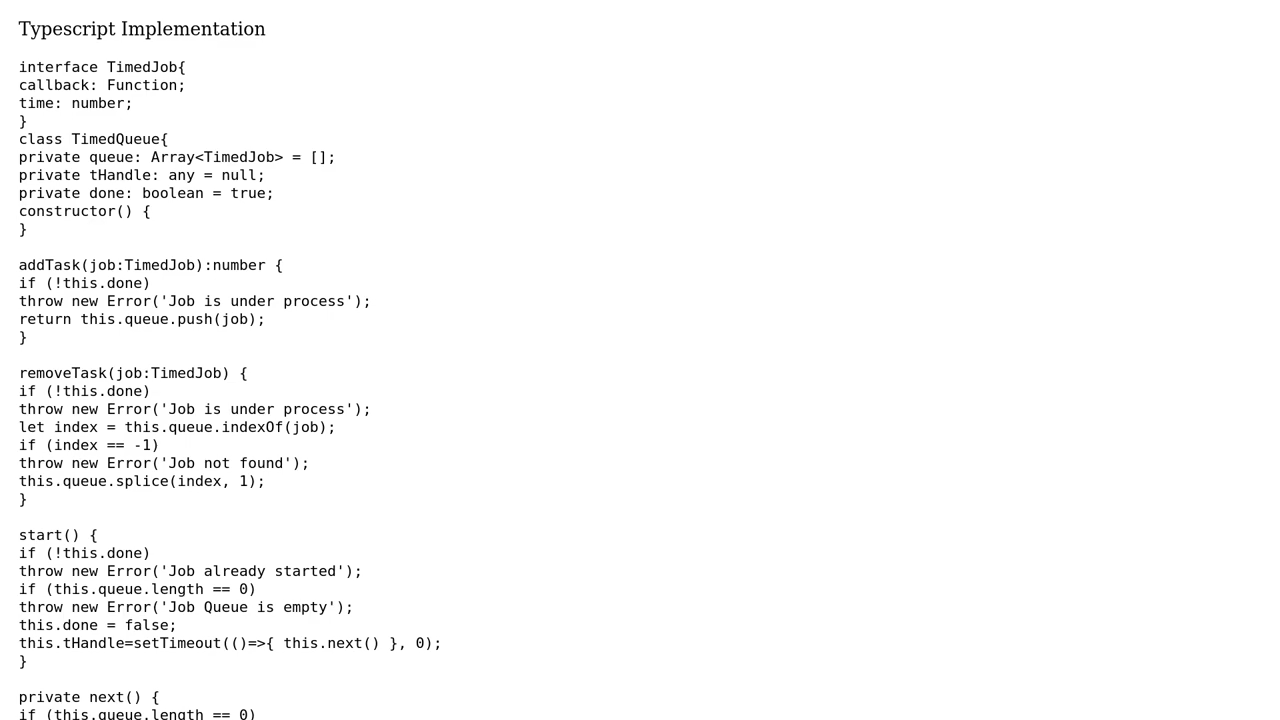 Typescript Implementation
interface TimedJob{
callback: Function;
time: number;
}
class TimedQueue{
private queue: Array<TimedJob> = [];
private tHandle: any = null;
private done: boolean = true;
constructor() {
}
addTask(job:TimedJob):number {
if (!this.done)
throw new Error('Job is under process');
return this.queue.push(job);
}
removeTask(job:TimedJob) {
if (!this.done)
throw new Error('Job is under process');
let index = this.queue.indexOf(job);
if (index == -1)
throw new Error('Job not found');
this.queue.splice(index, 1);
}
start() {
if (!this.done)
throw new Error('Job already started');
if (this.queue.length == 0)
throw new Error('Job Queue is empty');
this.done = false;
this.tHandle=setTimeout(()=>{ this.next() }, 0);
}
private next() {
if (this.queue.length == 0)